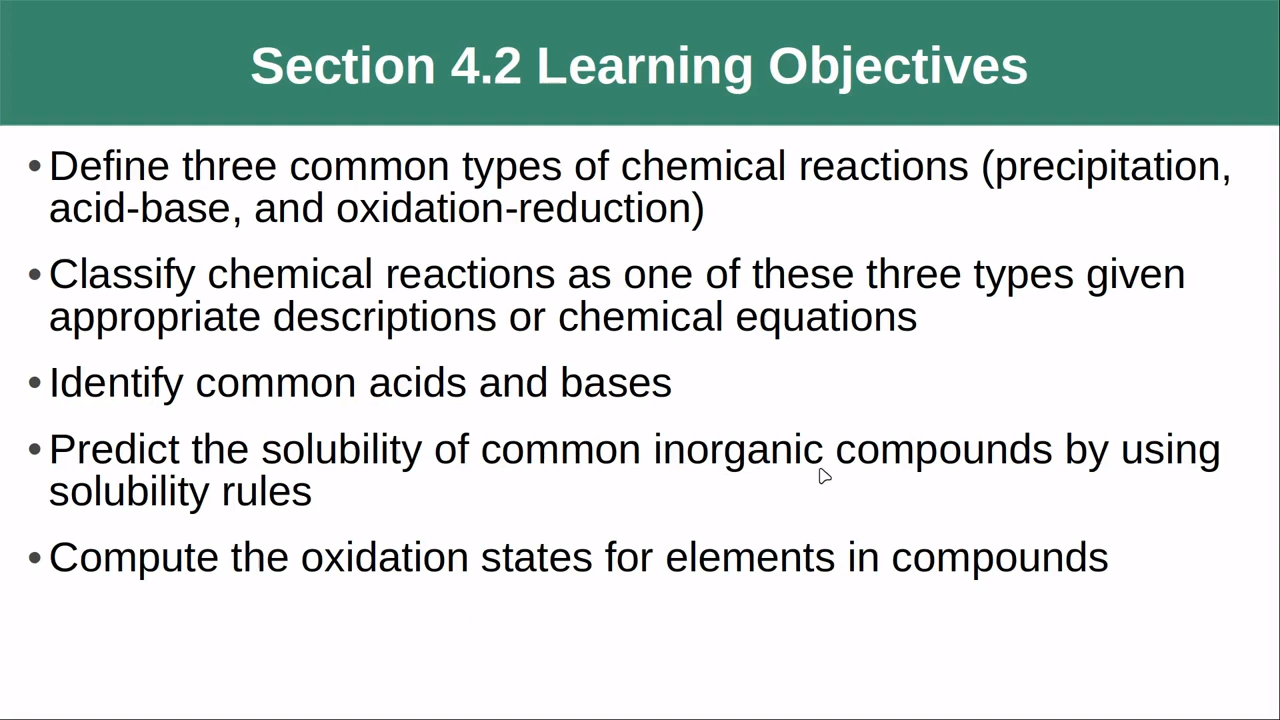 Section 4.2 Learning Objectives
•Define three common types of chemical reactions (precipitation,
acid-base, and oxidation-reduction)
•Classify chemical reactions as one of these three types given
appropriate descriptions or chemical equations
•Identify common acids and bases
•Predict the solubility of common inorganic compounds by using
solubility rules
•Compute the oxidation states for elements in compounds